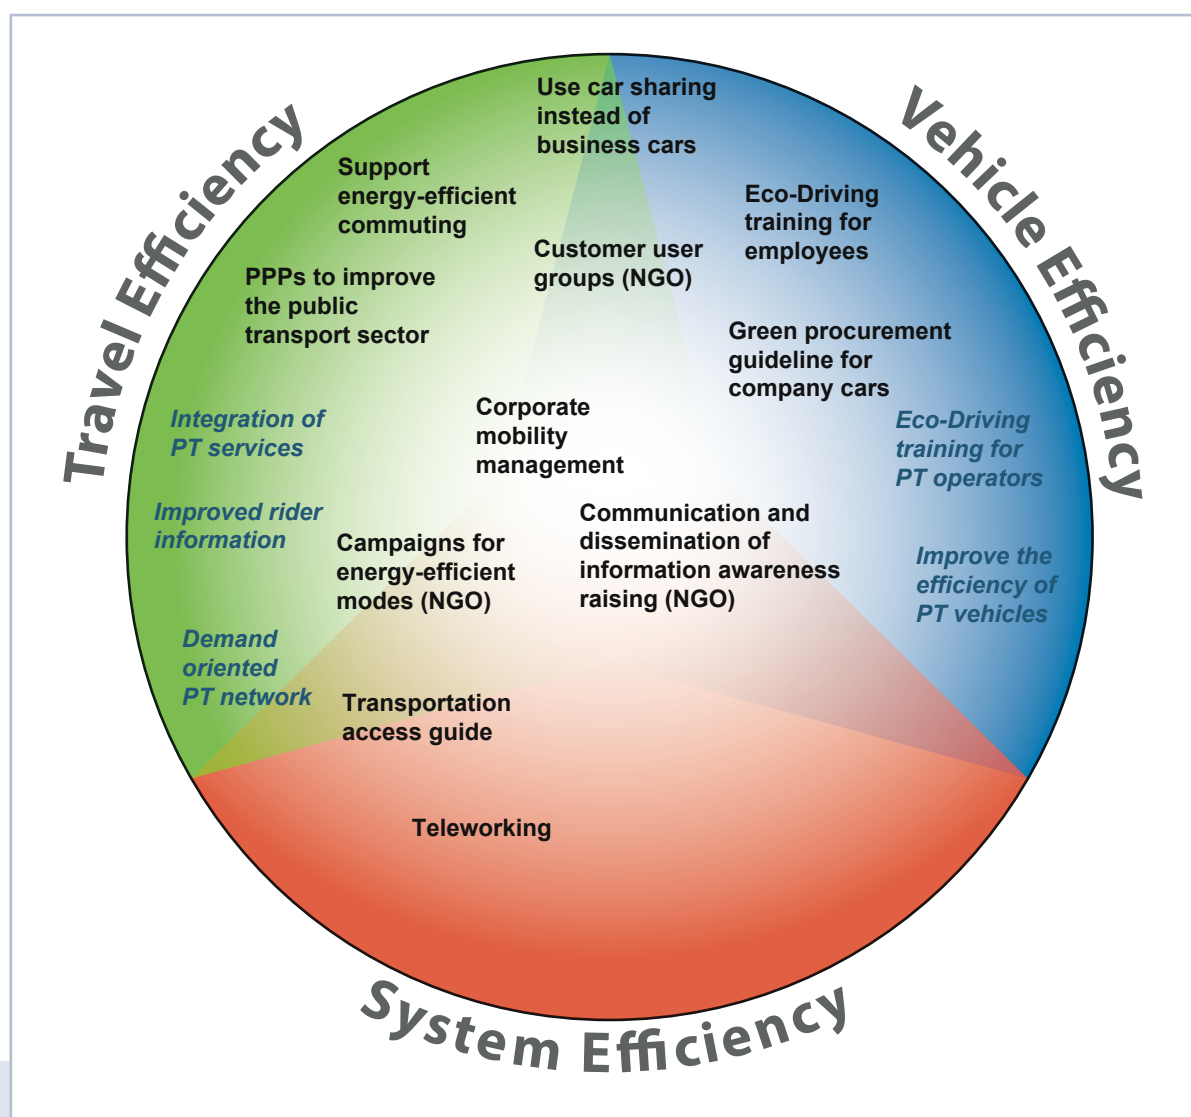 Travel Efficiency
Vehicle Efficiency
Use car sharing
instead of
business cars
Support
energy-efficient
commuting
Eco-Driving
training for
employees
Customer user
groups (NGO)
PPPs to improve
the public
transport sector
Green procurement
guideline for
company cars
Integration of
PT services
Corporate
mobility
management
Eco-Driving
training for
PT operators
Improved rider
information
Campaigns for
energy-efficient
modes (NGO)
Communication and
dissemination of
information awareness
raising (NGO)
Improve the
efficiency of
PT vehicles
Demand
oriented
PT network
Transportation
access guide
Teleworking
System Efficiency